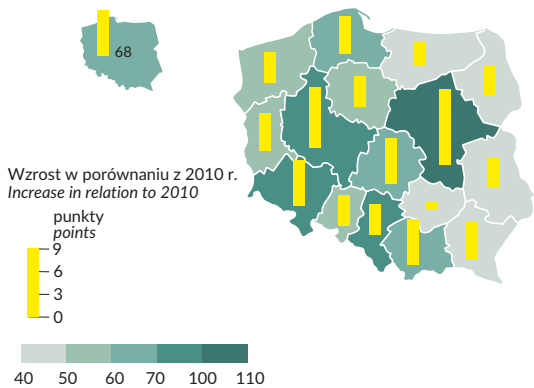 68
Wzrost w porównaniu z 2010 r.
Increase in relation to 2010
punkty
points
9
6
3
0
40 50 60 70 100 110